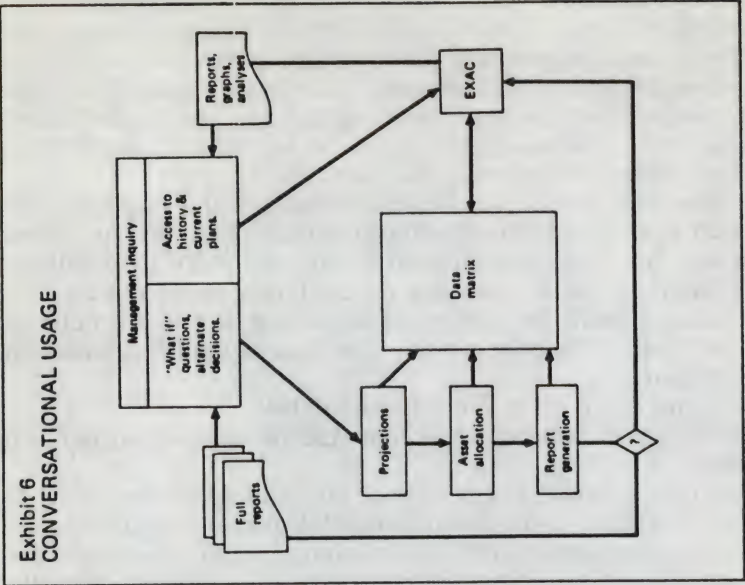 Exhibit 6
CONVERSATIONAL USAGE
Management inquiry
"What if"
questions,
alternate
decisions.
Access to
history &
current
plans.
Full
reports
Reports,
graphs,
analyses
Projections
Asset
allocation
Report
generation
Data
matrix
EXAC
?